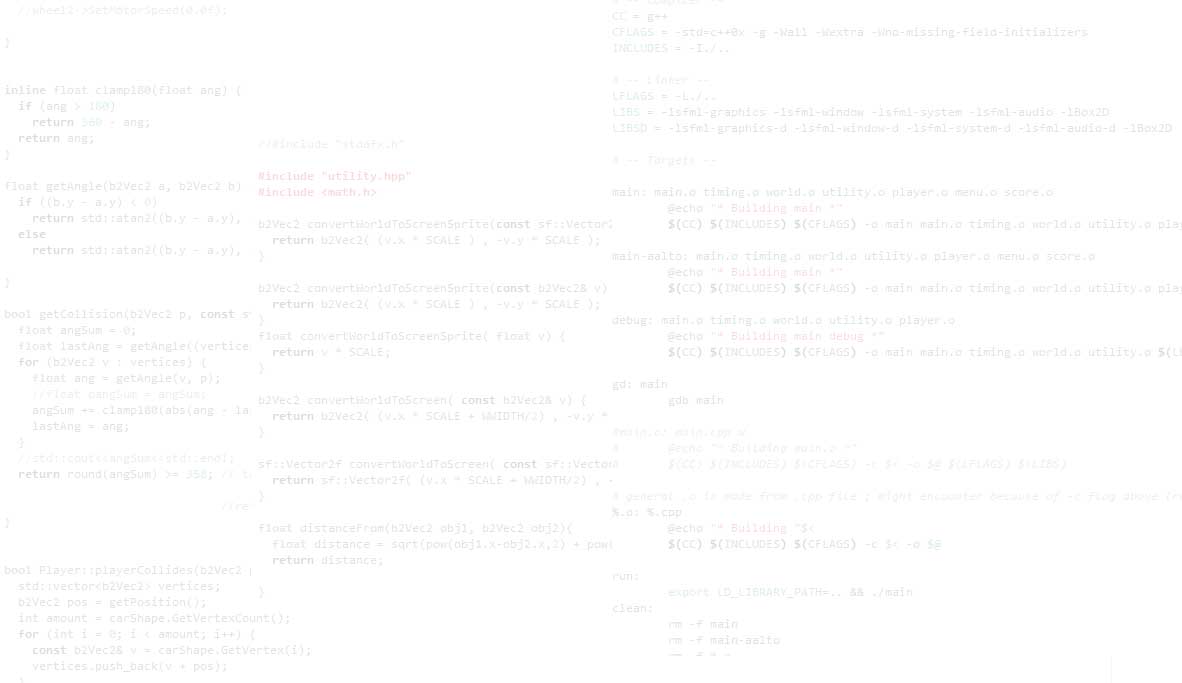 //wheel2->SetMotorSpeed(0.0f);
}
inline float clamp180(float ang) {
if (ang > 180)
return 360 - ang;
return ang;
}
float getAngle(b2Vec2 a, b2Vec2 b)
if ((b.y - a.y) < 0)
return std::atan2((b.y - a.y),
else
return std::atan2((b.y - a.y),
}
bool getCollision(b2Vec2 p, const s
float angSum = 0;
float lastAng = getAngle((vertice
for (b2Vec2 v : vertices) {
float ang = getAngle(v, p);
//float oangSum = angSum;
angSum += clamp180(abs(ang - la
lastAng = ang;
}
//std::cout<<angSum<<std::endl;
return round(angSum) >= 358; //
//re
}
bool Player::playerCollides(b2Vec2
std::vector<b2Vec2> vertices;
b2Vec2 pos = getPosition();
int amount = carShape.GetVertexCount();
for (int i = 0; i < amount; i++) {
const b2Vec2& v = carShape.GetVertex(i);
vertices.push_back(v + pos);
//#include "stdafx.h"
#include "utility.hpp"
#include <math.h>
b2Vec2 convertWorldToScreenSprite(const sf::Vector2
return b2Vec2( (v.x * SCALE ) , -v.y * SCALE );
}
b2Vec2 convertWorldToScreenSprite(const b2Vec2& v)
return b2Vec2( (v.x * SCALE ) , -v.y * SCALE );
}
float convertWorldToScreenSprite( float v) {
return v * SCALE;
}
b2Vec2 convertWorldToScreen( const b2Vec2& v) {
return b2Vec2( (v.x * SCALE + WWIDTH/2) , -v.y *
}
sf::Vector2f convertWorldToScreen( const sf::Vector
return sf::Vector2f( (v.x * SCALE + WWIDTH/2) , -
}
float distanceFrom(b2Vec2 obj1, b2Vec2 obj2){
float distance = sqrt(pow(obj1.x-obj2.x,2) + pow(
return distance;
}
# -- Compiler --
CC = g++
CFLAGS = -std=c++0x -g -Wall -Wextra -Wno-missing-field-initializers
INCLUDES = -I./..
# -- Linker --
LFLAGS = -L./..
LIBS = -lsfml-graphics -lsfml-window -lsfml-system -lsfml-audio -lBox2D
LIBSD = -lsfml-graphics-d -lsfml-window-d -lsfml-system-d -lsfml-audio-d -lBox2D
# -- Targets --
main: main.o timing.o world.o utility.o player.o menu.o score.o
@echo "* Building main *"
$(CC) $(INCLUDES) $(CFLAGS) -o main main.o timing.o world.o utility.o play
main-aalto: main.o timing.o world.o utility.o player.o menu.o score.o
@echo "* Building main *"
$(CC) $(INCLUDES) $(CFLAGS) -o main main.o timing.o world.o utility.o play
debug: main.o timing.o world.o utility.o player.o
@echo "* Building main debug *"
$(CC) $(INCLUDES) $(CFLAGS) -o main main.o timing.o world.o utility.o $(LI
gd: main
gdb main
#main.o: main.cpp
# @echo "* Building main.o *"
# $(CC) $(INCLUDES) $(CFLAGS) -c $< -o $@ $(LFLAGS) $(LIBS)
# general .o is made from .cpp file ; might encounter because of -c flag above
%.o: %.cpp
@echo "* Building "$<
$(CC) $(INCLUDES) $(CFLAGS) -c $< -o $@
run:
export LD_LIBRARY_PATH=.. && ./main
clean:
rm -f main
rm -f main-aalto